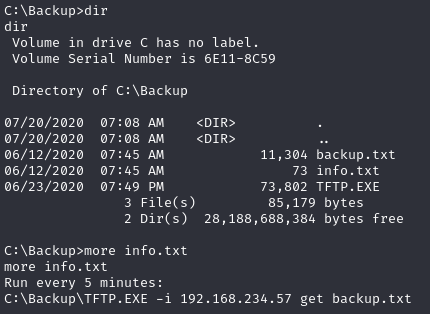 C:\Backup>dir
dir
 Volume in drive C has no label.
 Volume Serial Number is 6E11-8C59

 Directory of C:\Backup

07/20/2020  07:08 AM    <DIR>          .
07/20/2020  07:08 AM    <DIR>          ..
06/12/2020  07:45 AM            11,304 backup.txt
06/12/2020  07:45 AM                73 info.txt
06/23/2020  07:49 PM            73,802 TFTP.EXE
               3 File(s)         85,179 bytes
               2 Dir(s)  28,188,688,384 bytes free

C:\Backup>more info.txt
more info.txt
Run every 5 minutes:
C:\Backup\TFTP.EXE -i 192.168.234.57 get backup.txt